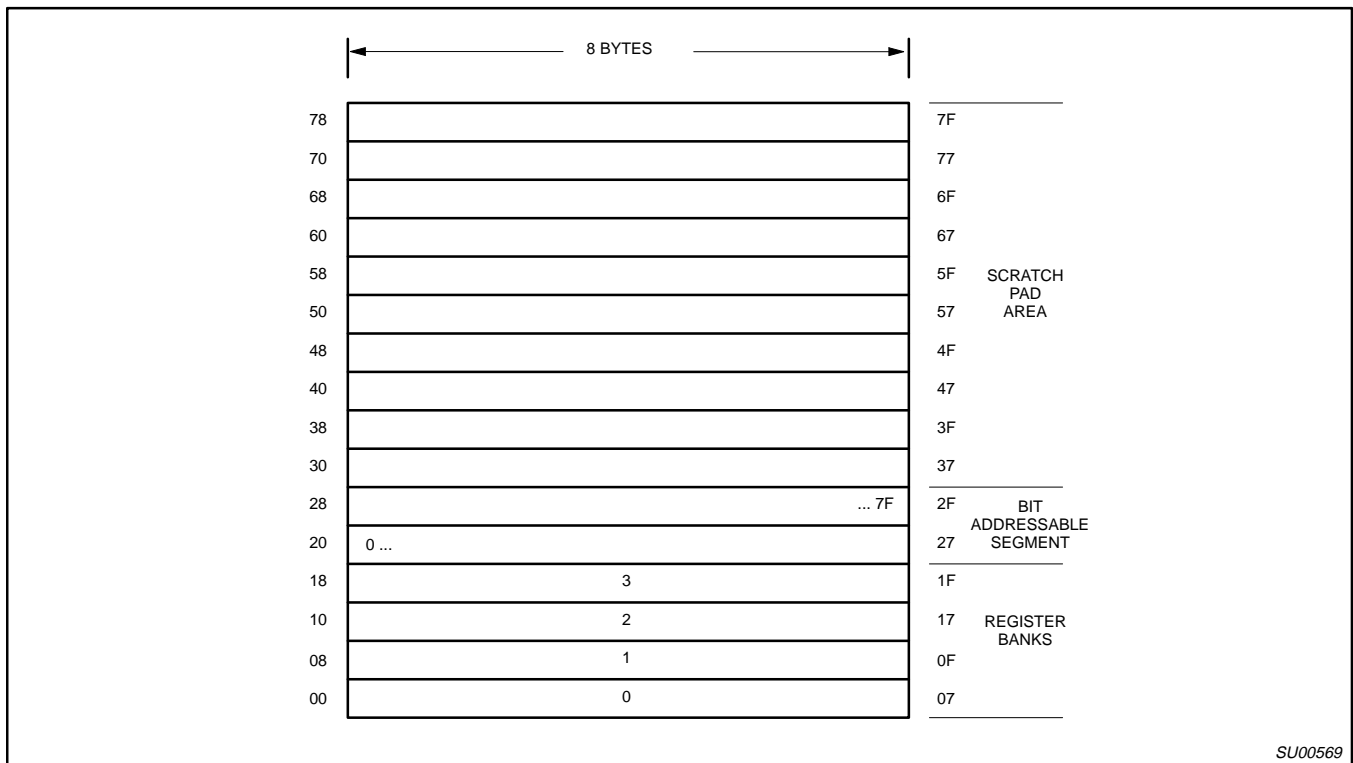 8 BYTES
78 7F
70 77
68 6F
60 67
58 5F SCRATCH
PAD
50 57 AREA
48 4F
40 47
38 3F
30 37
28 ... 7F 2F BIT
ADDRESSABLE
20 0 ... 27 SEGMENT
18 3 1F
10 2 17 REGISTER
BANKS
08 1 0F
00 0 07
SU00569